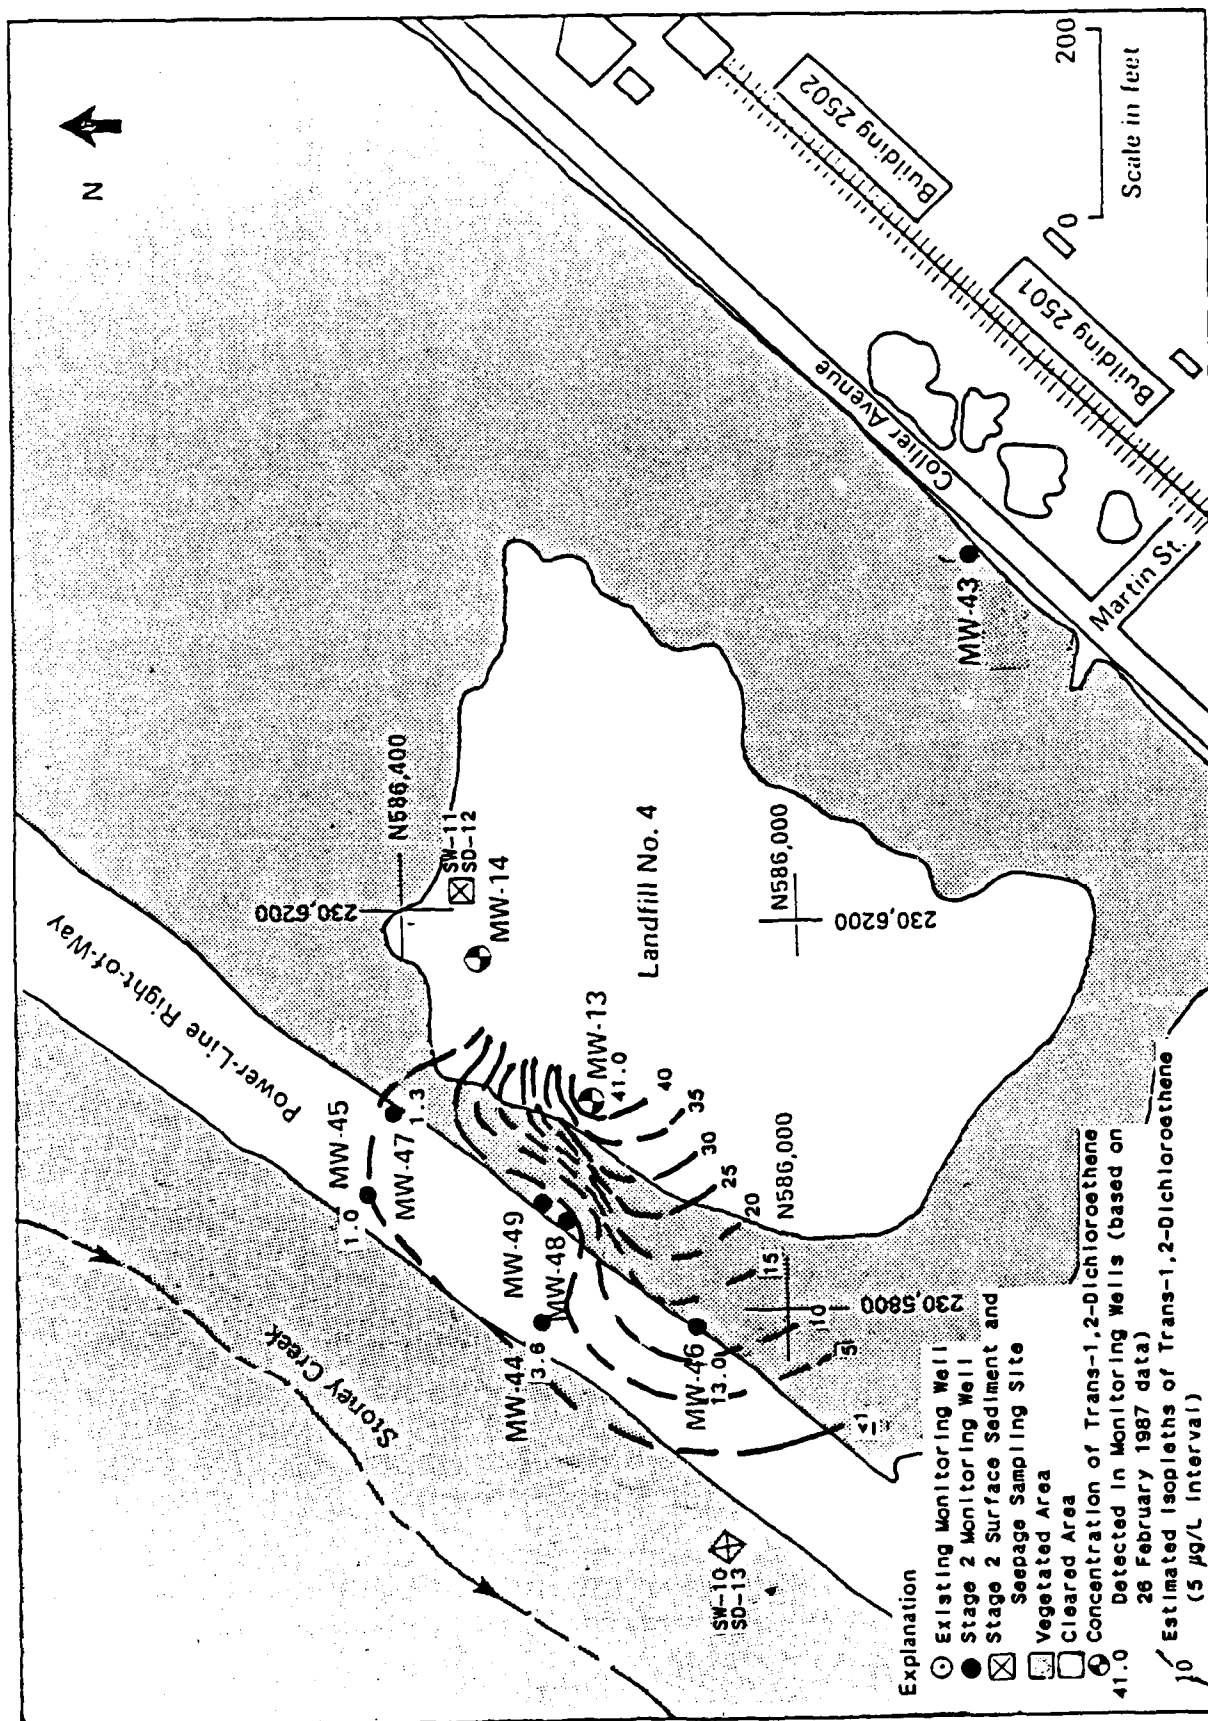 N
200
0
Scale in feet
Building 2502
Building 2501
Collier Avenue
Martin St.
MW-43
Power-Line Right-of-Way
N586,400
230,6200
SW-11
SD-12
MW-14
Landfill No. 4
N586,000
230,6200
MW-13
41.0
40
35
30
25
20
15
10
5
<1
MW-45
1.0
MW-47
1.3
MW-49
MW-48
MW-44
3.6
MW-46
13.0
N586,000
230,5800
Stoney Creek
SW-10
SD-13
Explanation
Existing Monitoring Well
Stage 2 Monitoring Well
Stage 2 Surface Sediment and
Seepage Sampling Site
Vegetated Area
Cleared Area
41.0 Concentration of Trans-1,2-Dichloroethene
Detected in Monitoring Wells (based on
26 February 1987 data)
10 Estimated Isopleths of Trans-1,2-Dichloroethene
(5 µg/L Interval)